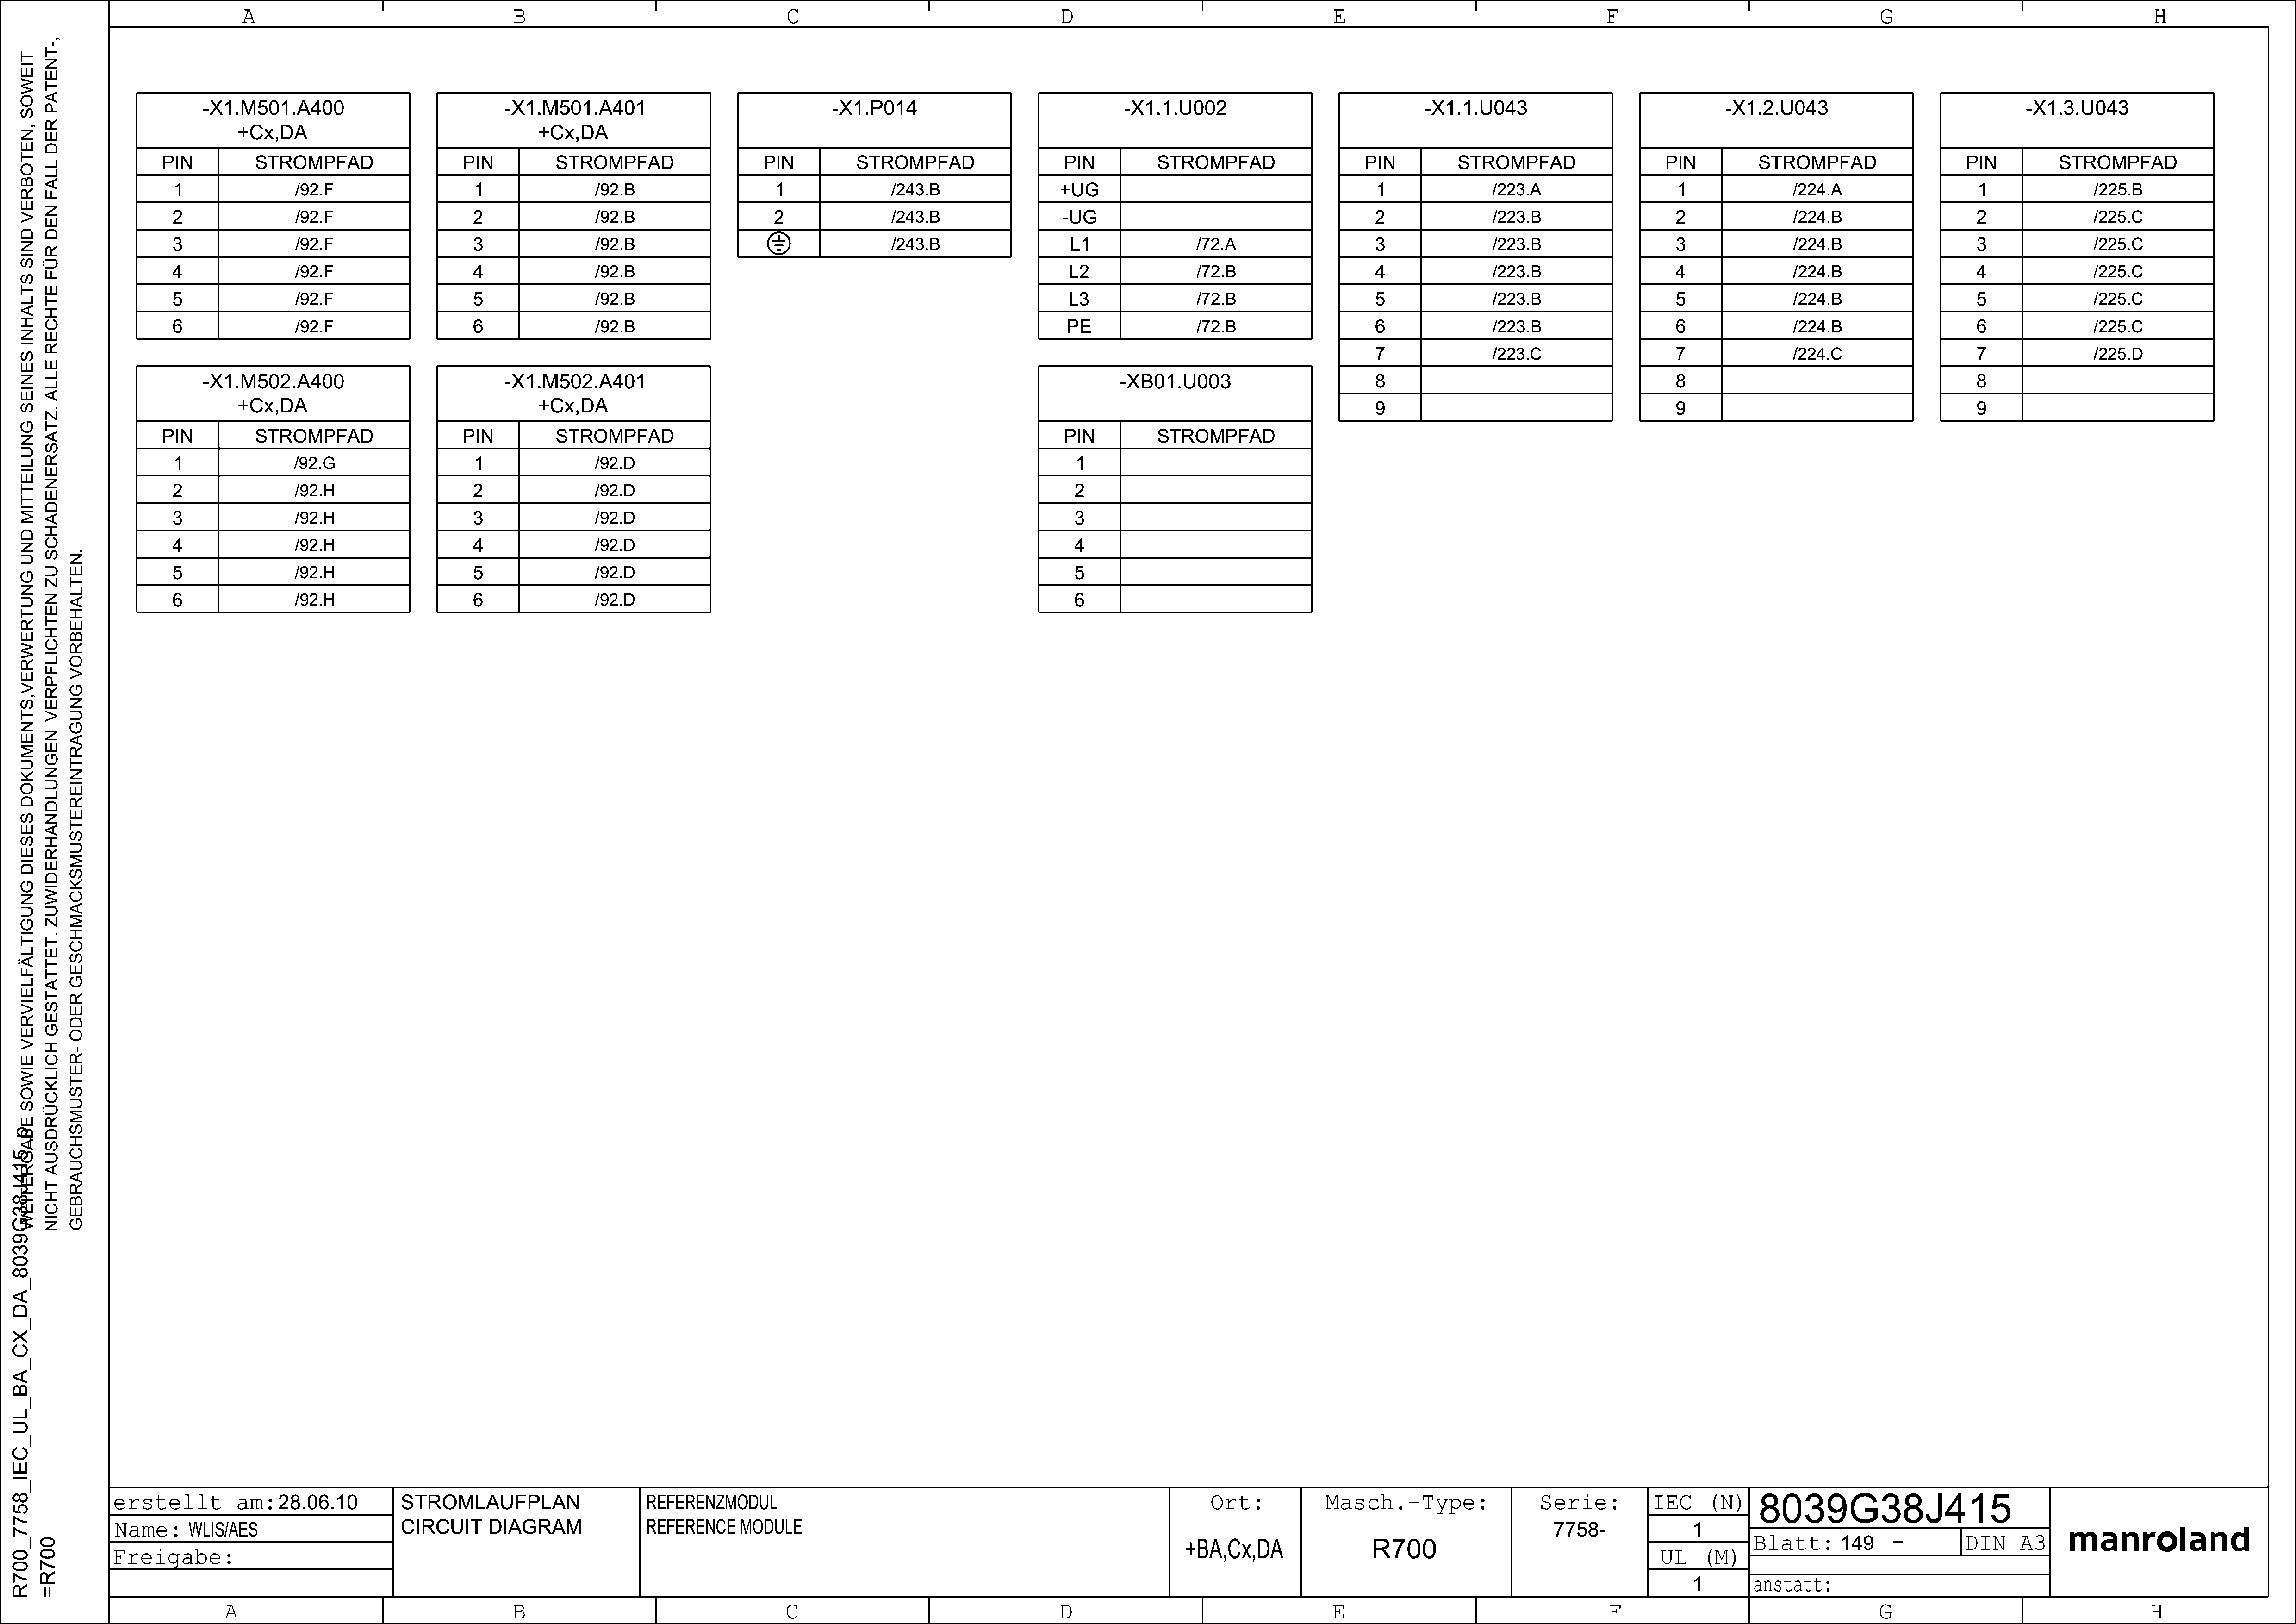 A B C D E F G H
-X1.M501.A400
+Cx,DA
PIN STROMPFAD
1 /92.F
2 /92.F
3 /92.F
4 /92.F
5 /92.F
6 /92.F
-X1.M501.A401
+Cx,DA
PIN STROMPFAD
1 /92.B
2 /92.B
3 /92.B
4 /92.B
5 /92.B
6 /92.B
-X1.P014
PIN STROMPFAD
1 /243.B
2 /243.B
/243.B
-X1.1.U002
PIN STROMPFAD
+UG
-UG
L1 /72.A
L2 /72.B
L3 /72.B
PE /72.B
-X1.1.U043
PIN STROMPFAD
1 /223.A
2 /223.B
3 /223.B
4 /223.B
5 /223.B
6 /223.B
7 /223.C
8
9
-X1.2.U043
PIN STROMPFAD
1 /224.A
2 /224.B
3 /224.B
4 /224.B
5 /224.B
6 /224.B
7 /224.C
8
9
-X1.3.U043
PIN STROMPFAD
1 /225.B
2 /225.C
3 /225.C
4 /225.C
5 /225.C
6 /225.C
7 /225.D
8
9
-X1.M502.A400
+Cx,DA
PIN STROMPFAD
1 /92.G
2 /92.H
3 /92.H
4 /92.H
5 /92.H
6 /92.H
-X1.M502.A401
+Cx,DA
PIN STROMPFAD
1 /92.D
2 /92.D
3 /92.D
4 /92.D
5 /92.D
6 /92.D
-XB01.U003
PIN STROMPFAD
1
2
3
4
5
6
WEITERGABE SOWIE VERVIELFÄLTIGUNG DIESES DOKUMENTS,VERWERTUNG UND MITTEILUNG SEINES INHALTS SIND VERBOTEN, SOWEIT
NICHT AUSDRÜCKLICH GESTATTET. ZUWIDERHANDLUNGEN VERPFLICHTEN ZU SCHADENERSATZ. ALLE RECHTE FÜR DEN FALL DER PATENT-,
GEBRAUCHSMUSTER- ODER GESCHMACKSMUSTEREINTRAGUNG VORBEHALTEN.
R700_7758_IEC_UL_BA_CX_DA_8039G38J415_p
=R700
erstellt am: 28.06.10
Name: WLIS/AES
Freigabe:
STROMLAUFPLAN
CIRCUIT DIAGRAM
REFERENZMODUL
REFERENCE MODULE
Ort:
+BA,Cx,DA
Masch.-Type:
R700
Serie:
7758-
IEC (N)
1
UL (M)
1
8039G38J415
Blatt: 149 - DIN A3
anstatt:
manroland
A B C D E F G H